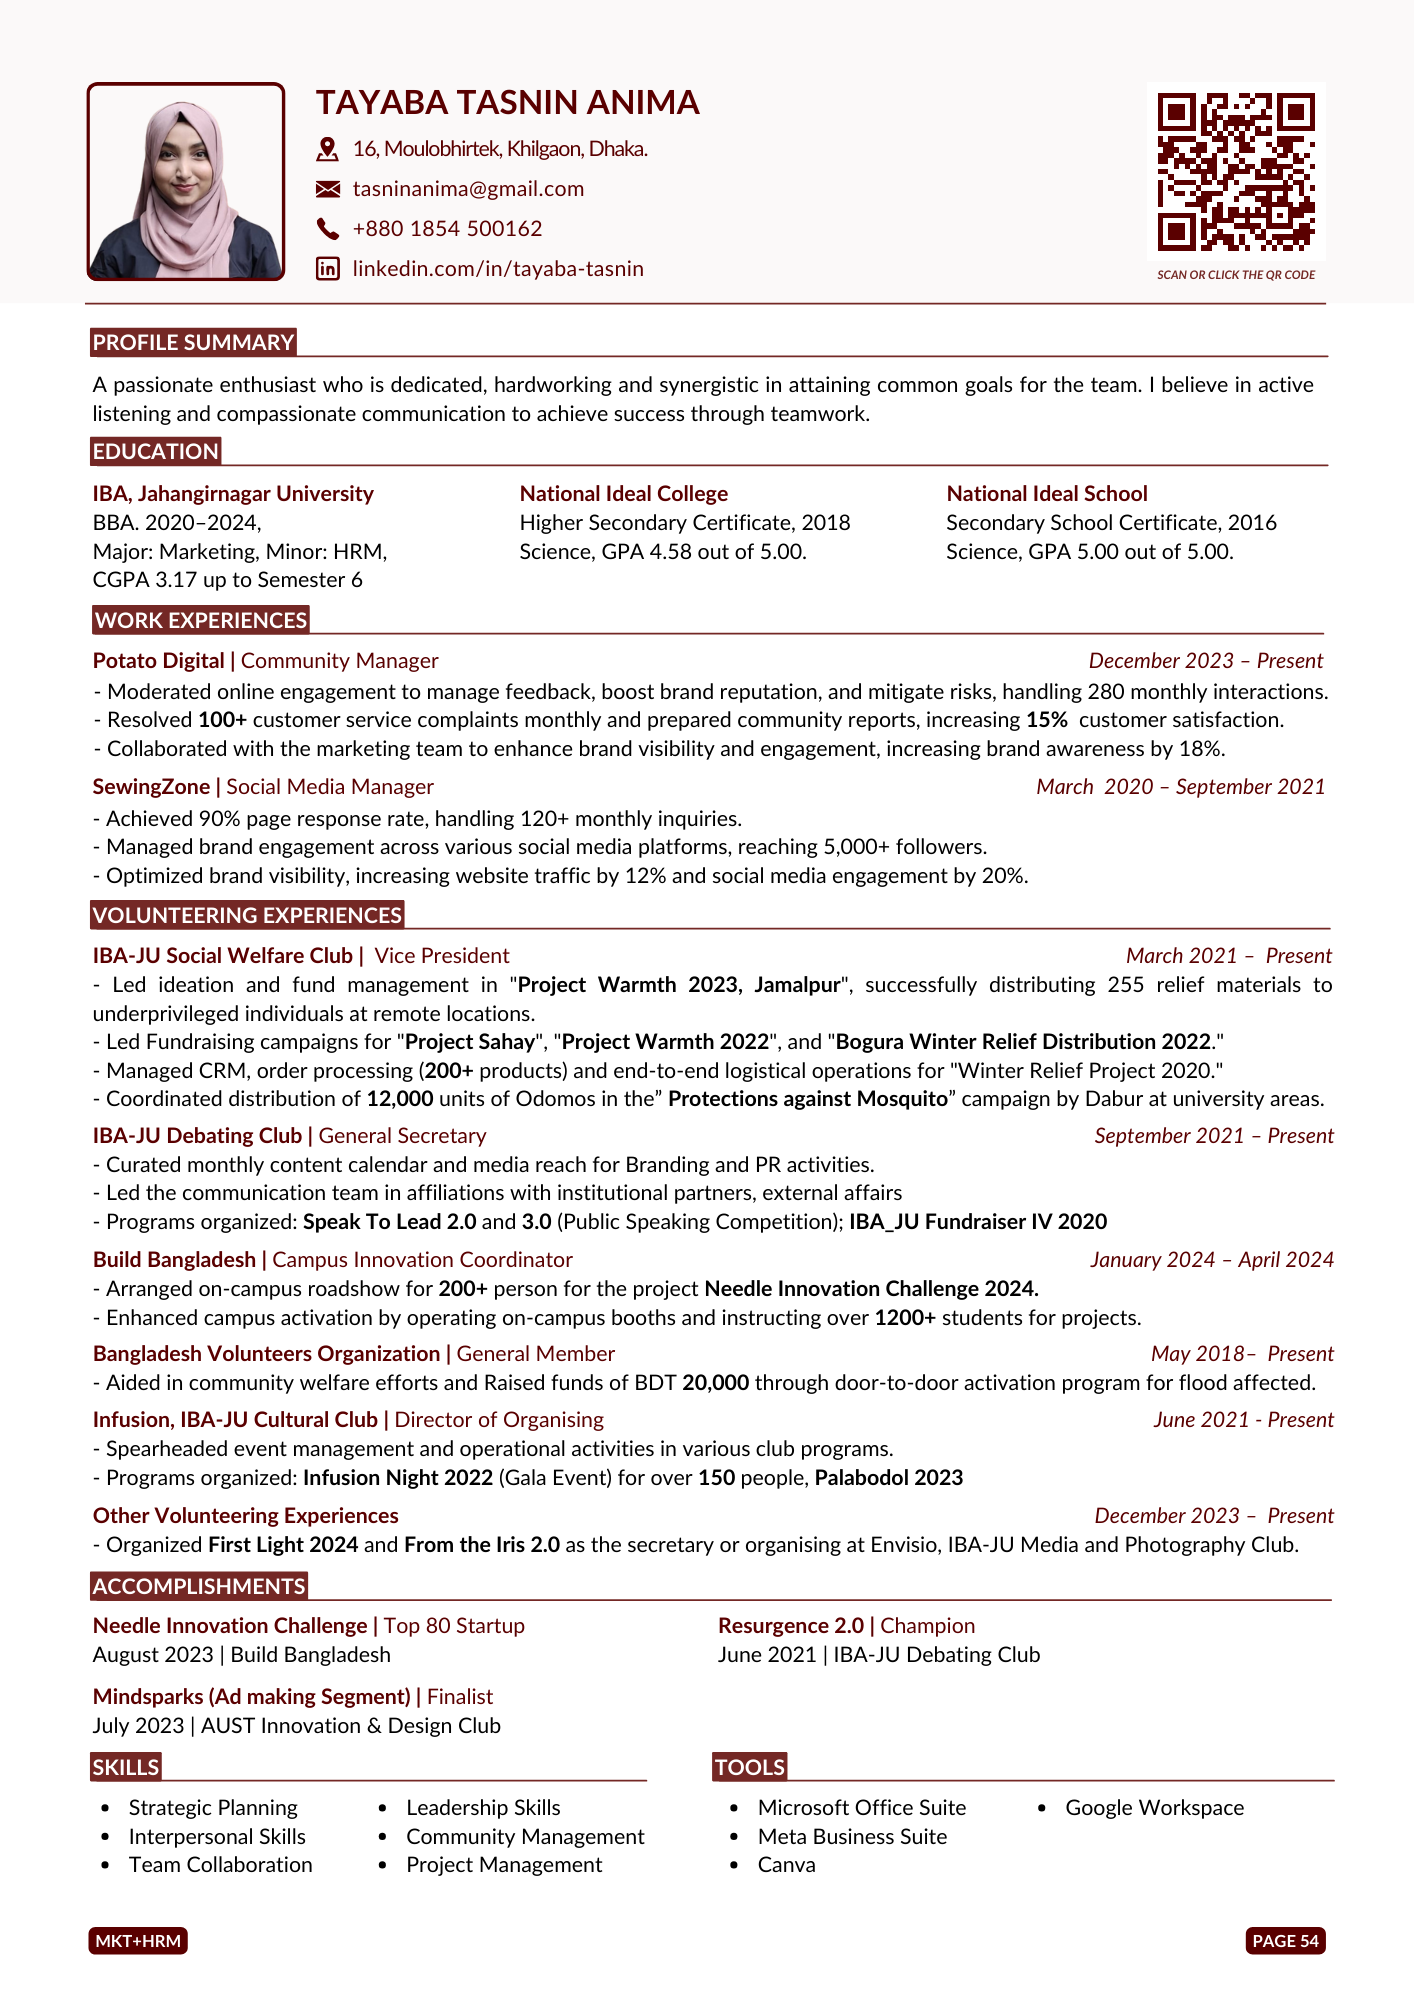 TAYABA TASNIN ANIMA
16, Moulobhirtek, Khilgaon, Dhaka.
tasninanima@gmail.com
+880 1854 500162
linkedin.com/in/tayaba-tasnin
SCAN OR CLICK THE QR CODE
PROFILE SUMMARY
A passionate enthusiast who is dedicated, hardworking and synergistic in attaining common goals for the team. I believe in active
listening and compassionate communication to achieve success through teamwork.
EDUCATION
IBA, Jahangirnagar University
BBA. 2020–2024,
Major: Marketing, Minor: HRM,
CGPA 3.17 up to Semester 6
National Ideal College
Higher Secondary Certificate, 2018
Science, GPA 4.58 out of 5.00.
National Ideal School
Secondary School Certificate, 2016
Science, GPA 5.00 out of 5.00.
WORK EXPERIENCES
Potato Digital | Community Manager December 2023 – Present
- Moderated online engagement to manage feedback, boost brand reputation, and mitigate risks, handling 280 monthly interactions.
- Resolved 100+ customer service complaints monthly and prepared community reports, increasing 15% customer satisfaction.
- Collaborated with the marketing team to enhance brand visibility and engagement, increasing brand awareness by 18%.
SewingZone | Social Media Manager March 2020 – September 2021
- Achieved 90% page response rate, handling 120+ monthly inquiries.
- Managed brand engagement across various social media platforms, reaching 5,000+ followers.
- Optimized brand visibility, increasing website traffic by 12% and social media engagement by 20%.
VOLUNTEERING EXPERIENCES
IBA-JU Social Welfare Club | Vice President March 2021 – Present
- Led ideation and fund management in "Project Warmth 2023, Jamalpur", successfully distributing 255 relief materials to
underprivileged individuals at remote locations.
- Led Fundraising campaigns for "Project Sahay", "Project Warmth 2022", and "Bogura Winter Relief Distribution 2022."
- Managed CRM, order processing (200+ products) and end-to-end logistical operations for "Winter Relief Project 2020."
- Coordinated distribution of 12,000 units of Odomos in the” Protections against Mosquito” campaign by Dabur at university areas.
IBA-JU Debating Club | General Secretary September 2021 – Present
- Curated monthly content calendar and media reach for Branding and PR activities.
- Led the communication team in affiliations with institutional partners, external affairs
- Programs organized: Speak To Lead 2.0 and 3.0 (Public Speaking Competition); IBA_JU Fundraiser IV 2020
Build Bangladesh | Campus Innovation Coordinator January 2024 – April 2024
- Arranged on-campus roadshow for 200+ person for the project Needle Innovation Challenge 2024.
- Enhanced campus activation by operating on-campus booths and instructing over 1200+ students for projects.
Bangladesh Volunteers Organization | General Member May 2018– Present
- Aided in community welfare efforts and Raised funds of BDT 20,000 through door-to-door activation program for flood affected.
Infusion, IBA-JU Cultural Club | Director of Organising June 2021 - Present
- Spearheaded event management and operational activities in various club programs.
- Programs organized: Infusion Night 2022 (Gala Event) for over 150 people, Palabodol 2023
Other Volunteering Experiences December 2023 – Present
- Organized First Light 2024 and From the Iris 2.0 as the secretary or organising at Envisio, IBA-JU Media and Photography Club.
ACCOMPLISHMENTS
Needle Innovation Challenge | Top 80 Startup
August 2023 | Build Bangladesh
Resurgence 2.0 | Champion
June 2021 | IBA-JU Debating Club
Mindsparks (Ad making Segment) | Finalist
July 2023 | AUST Innovation & Design Club
SKILLS
• Strategic Planning
• Interpersonal Skills
• Team Collaboration
• Leadership Skills
• Community Management
• Project Management
TOOLS
• Microsoft Office Suite
• Meta Business Suite
• Canva
• Google Workspace
MKT+HRM
PAGE 54